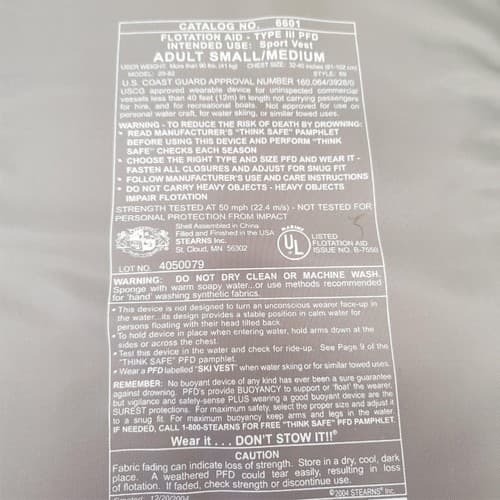 CATALOG NO. 6601
FLOTATION AID - TYPE III PFD
INTENDED USE: Sport Vest
ADULT SMALL/MEDIUM
USER WEIGHT: More than 90 lbs. (41 kg) CHEST SIZE: 32-40 inches (81-102 cm)
STYLE: 69
U.S. COAST GUARD APPROVAL NUMBER 160.064/3928/0
USCG approved wearable device for uninspected commercial
vessels less than 40 feet (12m) in length not carrying passengers
for hire, and for recreational boats. Not approved for use on
personal water craft, for water skiing, or similar towed uses.
WARNING - TO REDUCE THE RISK OF DEATH BY DROWNING:
• READ MANUFACTURER'S "THINK SAFE" PAMPHLET
BEFORE USING THIS DEVICE AND PERFORM "THINK
SAFE" CHECKS EACH SEASON
• CHOOSE THE RIGHT TYPE AND SIZE PFD AND WEAR IT -
FASTEN ALL CLOSURES AND ADJUST FOR SNUG FIT
• FOLLOW MANUFACTURER'S USE AND CARE INSTRUCTIONS
• DO NOT CARRY HEAVY OBJECTS - HEAVY OBJECTS
IMPAIR FLOTATION
STRENGTH TESTED AT 50 mph (22.4 m/s) - NOT TESTED FOR
PERSONAL PROTECTION FROM IMPACT
Shell Assembled in China
Filled and Finished in the USA
STEARNS Inc.
St. Cloud, MN 56302
MARINE
UL
LISTED
FLOTATION AID
ISSUE NO. B-7550
LOT NO. 4050079
WARNING: DO NOT DRY CLEAN OR MACHINE WASH.
Sponge with warm soapy water...or use methods recommended
for 'hand' washing synthetic fabrics.
• This device is not designed to turn an unconscious wearer face-up in
the water...its design provides a stable position in calm water for
persons floating with their head tilted back.
• To hold device in place when entering water, hold arms down at the
sides or across the chest.
• Test this device in the water and check for ride-up. See Page 9 of the
"THINK SAFE" PFD pamphlet.
• Wear a PFD labelled "SKI VEST" when water skiing or for similar towed uses.
REMEMBER: No buoyant device of any kind has ever been a sure guarantee
against drowning. PFD's provide BUOYANCY to support or 'float' the wearer,
but vigilance and safety-sense PLUS wearing a good buoyant device are the
SUREST protections. For maximum safety, select the proper size and adjust it
to a snug fit. For maximum buoyancy keep arms and legs in the water.
IF NEEDED, CALL 1-800-STEARNS FOR FREE "THINK SAFE" PFD PAMPHLET.
Wear it . . . DON'T STOW IT!!®
CAUTION
Fabric fading can indicate loss of strength. Store in a dry, cool, dark
place. A weathered PFD could tear easily, resulting in loss
of flotation. If faded, check strength or discontinue use.
12/20/2004
©2004 STEARNS® Inc.